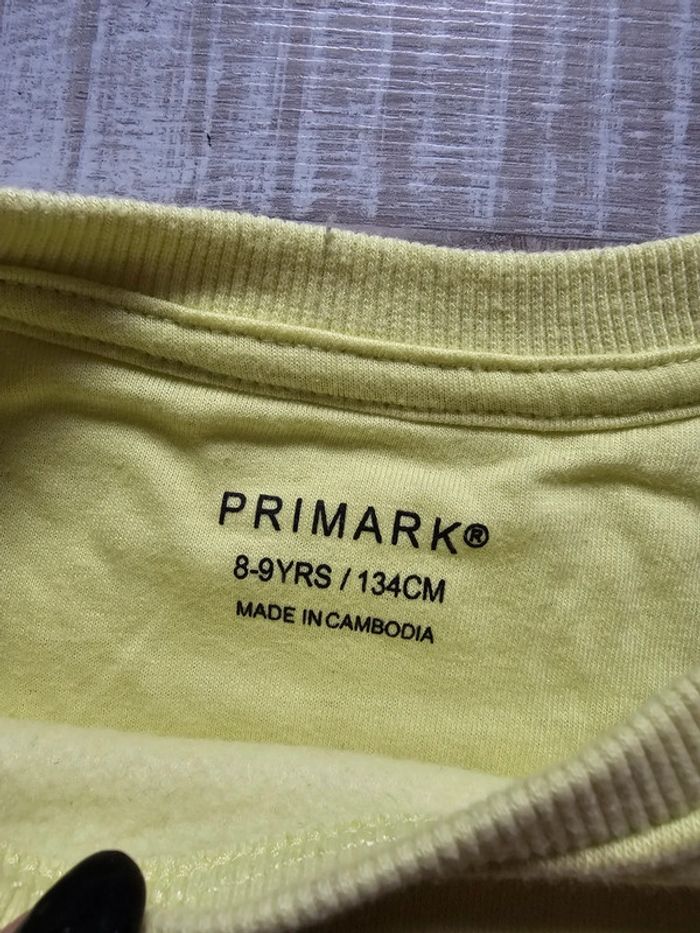 PRIMARK®
8-9YRS / 134CM
MADE IN CAMBODIA